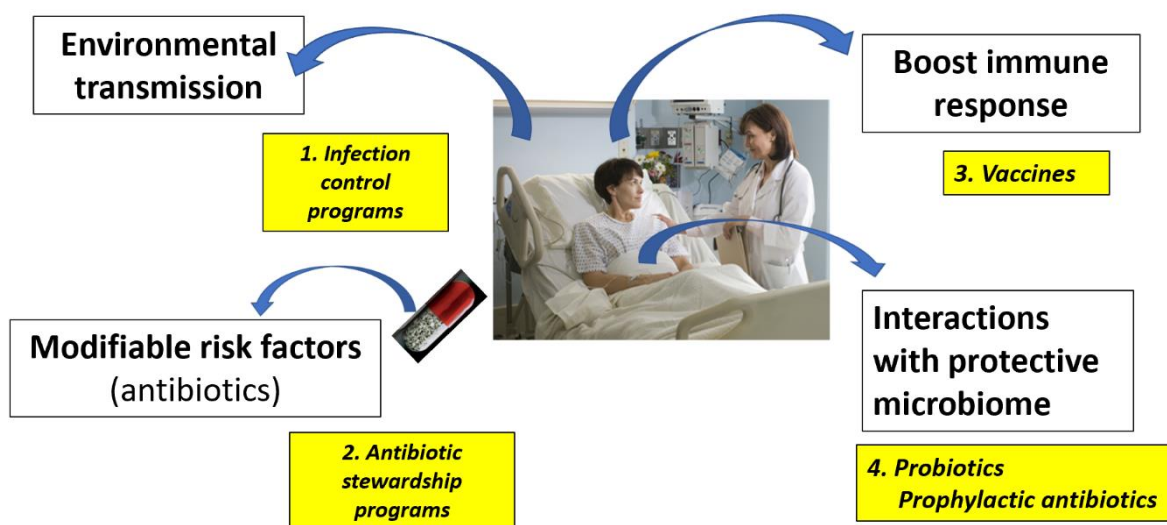 Environmental
transmission
1. Infection
control
programs
Modifiable risk factors
(antibiotics)
2. Antibiotic
stewardship
programs
Boost immune
response
3. Vaccines
Interactions
with protective
microbiome
4. Probiotics
Prophylactic antibiotics